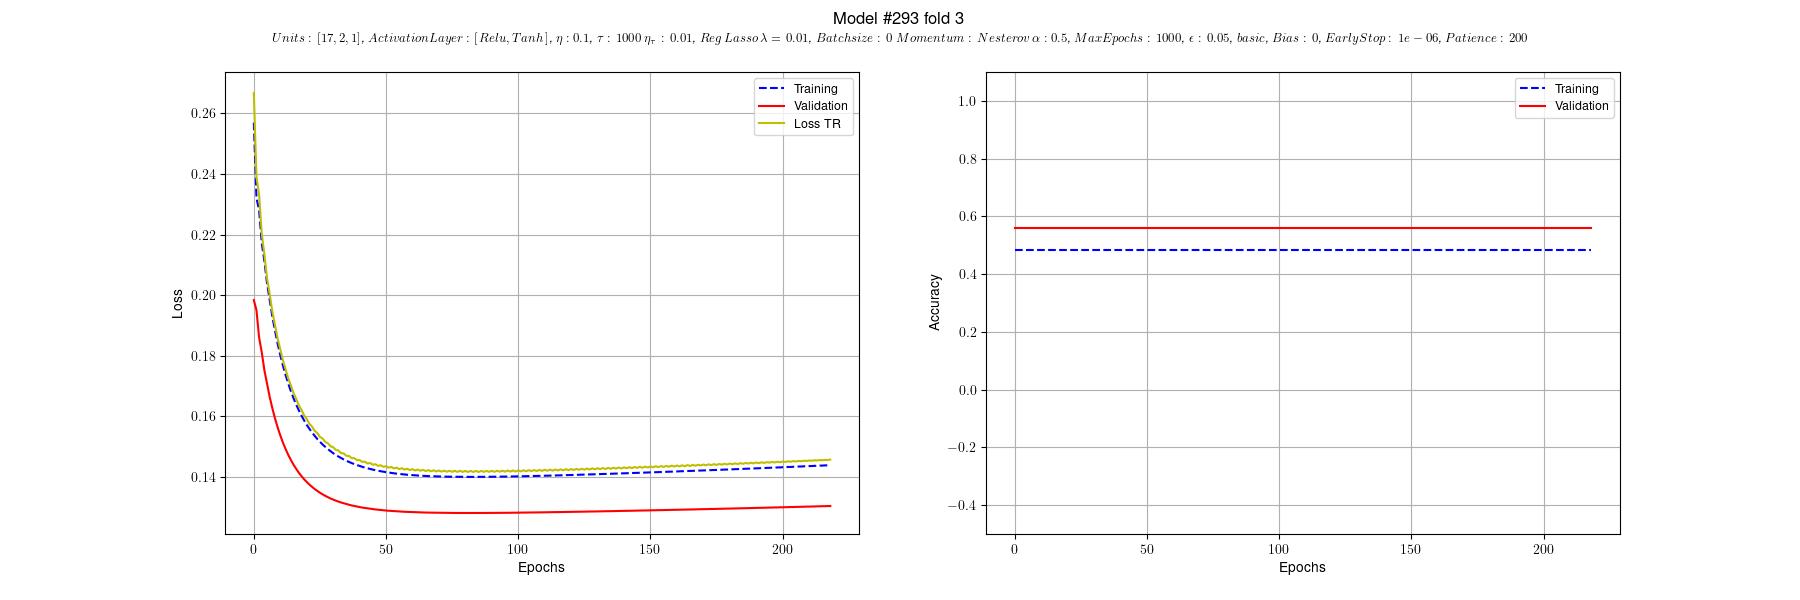 Model #293 fold 3
Units : [17, 2, 1], ActivationLayer : [Relu, Tanh], η : 0.1, τ : 1000 ητ : 0.01, Reg Lasso λ = 0.01, Batchsize : 0 Momentum : Nesterov α : 0.5, MaxEpochs : 1000, ϵ : 0.05, basic, Bias : 0, EarlyStop : 1e − 06, Patience : 200
Training
Validation
Loss TR
0.26
0.24
0.22
0.20
0.18
0.16
0.14
Loss
0 50 100 150 200
Epochs
Training
Validation
1.0
0.8
0.6
0.4
0.2
0.0
−0.2
−0.4
Accuracy
0 50 100 150 200
Epochs